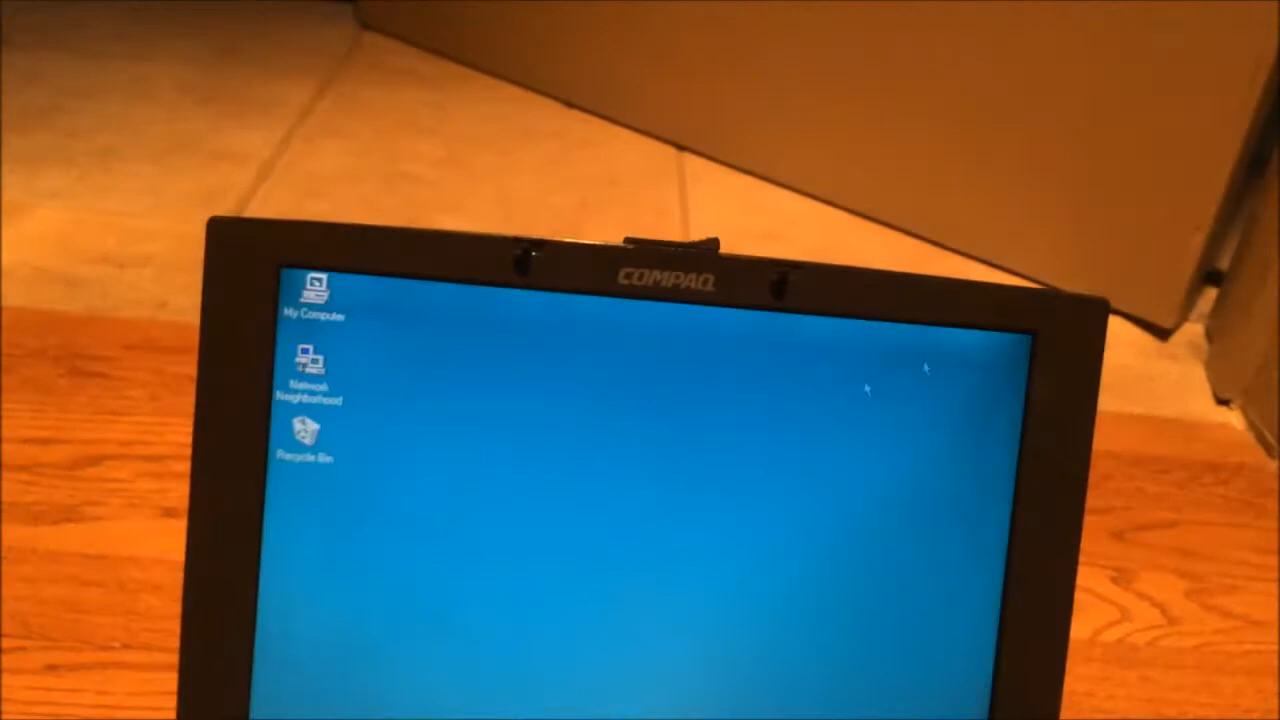 COMPAQ
My Computer
Network
Neighborhood
Recycle Bin